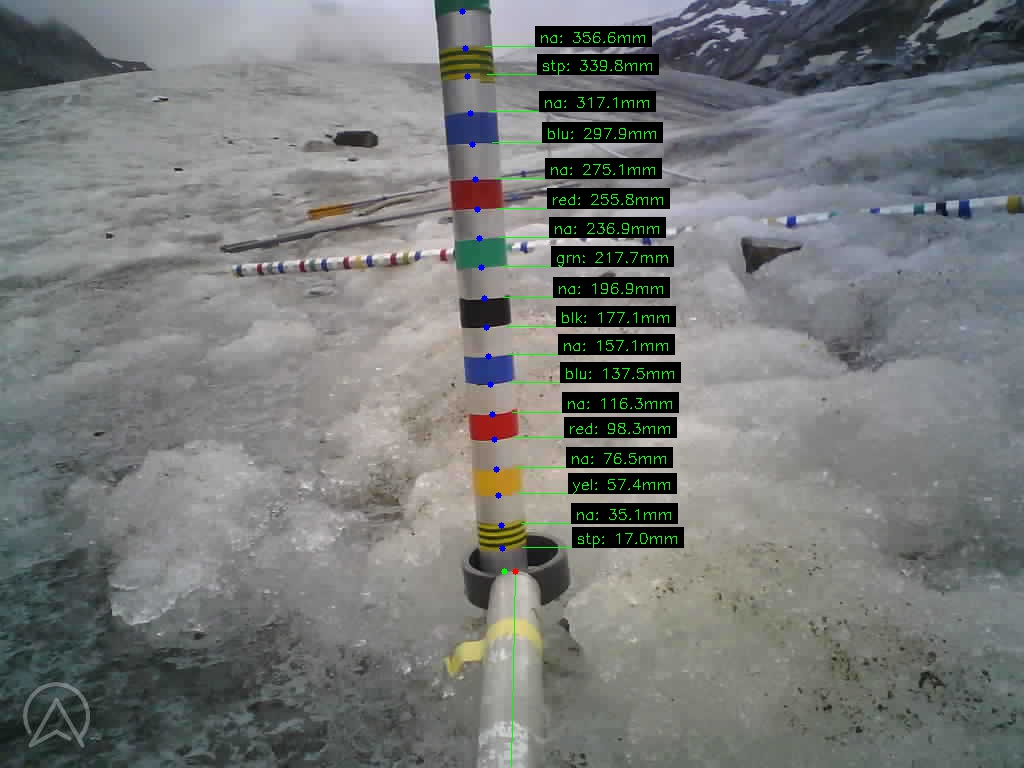 na: 356.6mm
stp: 339.8mm
na: 317.1mm
blu: 297.9mm
na: 275.1mm
red: 255.8mm
na: 236.9mm
grn: 217.7mm
na: 196.9mm
blk: 177.1mm
na: 157.1mm
blu: 137.5mm
na: 116.3mm
red: 98.3mm
na: 76.5mm
yel: 57.4mm
na: 35.1mm
stp: 17.0mm